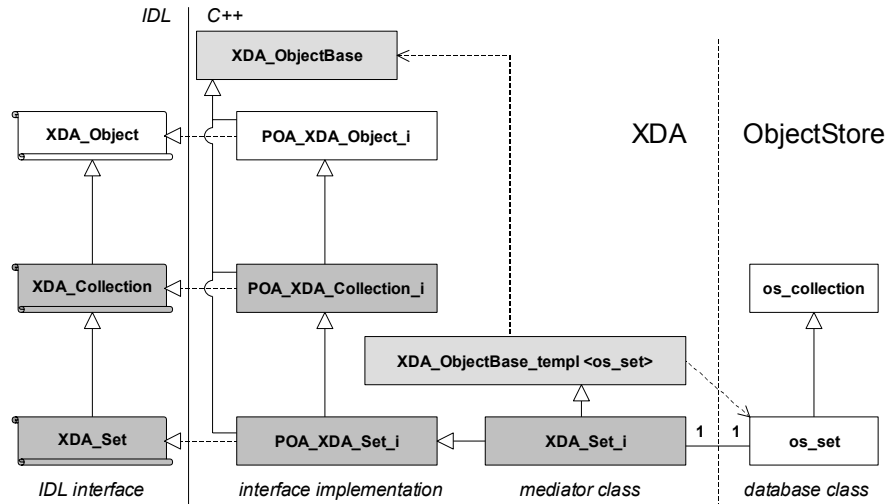 IDL
C++
XDA_ObjectBase
XDA_Object
POA_XDA_Object_i
XDA
ObjectStore
XDA_Collection
POA_XDA_Collection_i
os_collection
XDA_ObjectBase_templ <os_set>
XDA_Set
POA_XDA_Set_i
XDA_Set_i
1
1
os_set
IDL interface
interface implementation
mediator class
database class